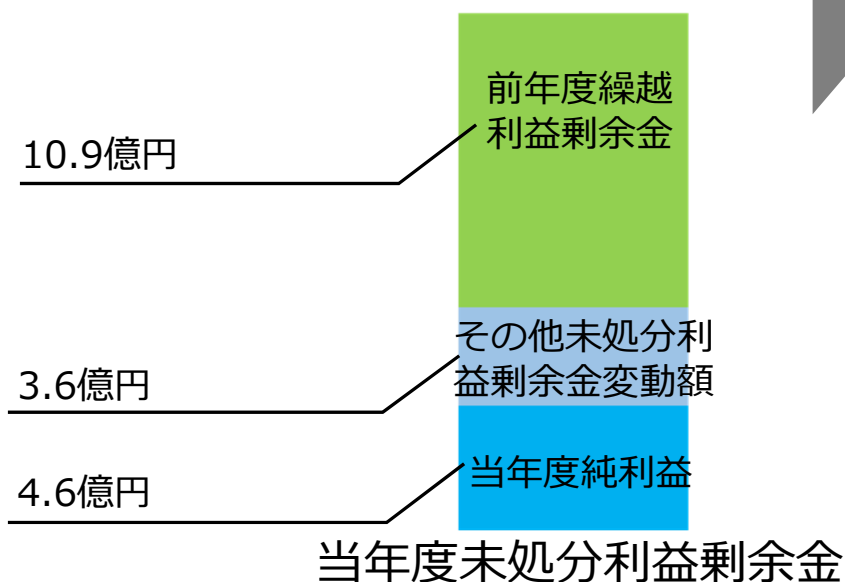 前年度繰越
利益剰余金
10.9億円
その他未処分利
益剰余金変動額
3.6億円
当年度純利益
4.6億円
当年度未処分利益剰余金